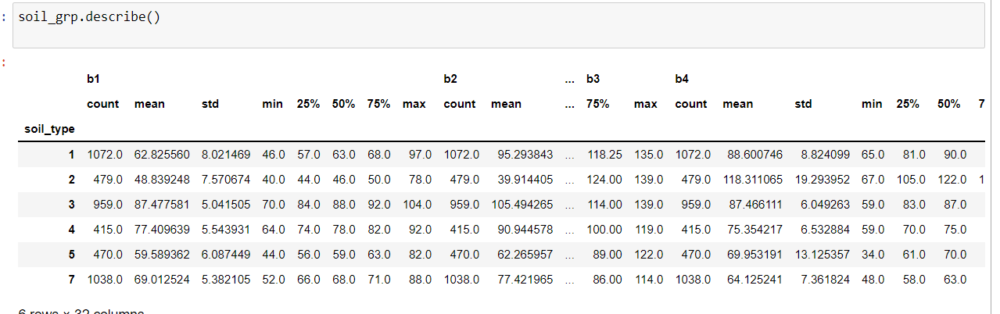 : soil_grp.describe()
:
b1 b2 ... b3 b4
count mean std min 25% 50% 75% max count mean ... 75% max count mean std min 25% 50% 7
soil_type
1 1072.0 62.825560 8.021469 46.0 57.0 63.0 68.0 97.0 1072.0 95.293843 ... 118.25 135.0 1072.0 88.600746 8.824099 65.0 81.0 90.0
2 479.0 48.839248 7.570674 40.0 44.0 46.0 50.0 78.0 479.0 39.914405 ... 124.00 139.0 479.0 118.311065 19.293952 67.0 105.0 122.0 1
3 959.0 87.477581 5.041505 70.0 84.0 88.0 92.0 104.0 959.0 105.494265 ... 114.00 139.0 959.0 87.466111 6.049263 59.0 83.0 87.0
4 415.0 77.409639 5.543931 64.0 74.0 78.0 82.0 92.0 415.0 90.944578 ... 100.00 119.0 415.0 75.354217 6.532884 59.0 70.0 75.0
5 470.0 59.589362 6.087449 44.0 56.0 59.0 63.0 82.0 470.0 62.265957 ... 89.00 122.0 470.0 69.953191 13.125357 34.0 61.0 70.0
7 1038.0 69.012524 5.382105 52.0 66.0 68.0 71.0 88.0 1038.0 77.421965 ... 86.00 114.0 1038.0 64.125241 7.361824 48.0 58.0 63.0
6 rows × 32 columns